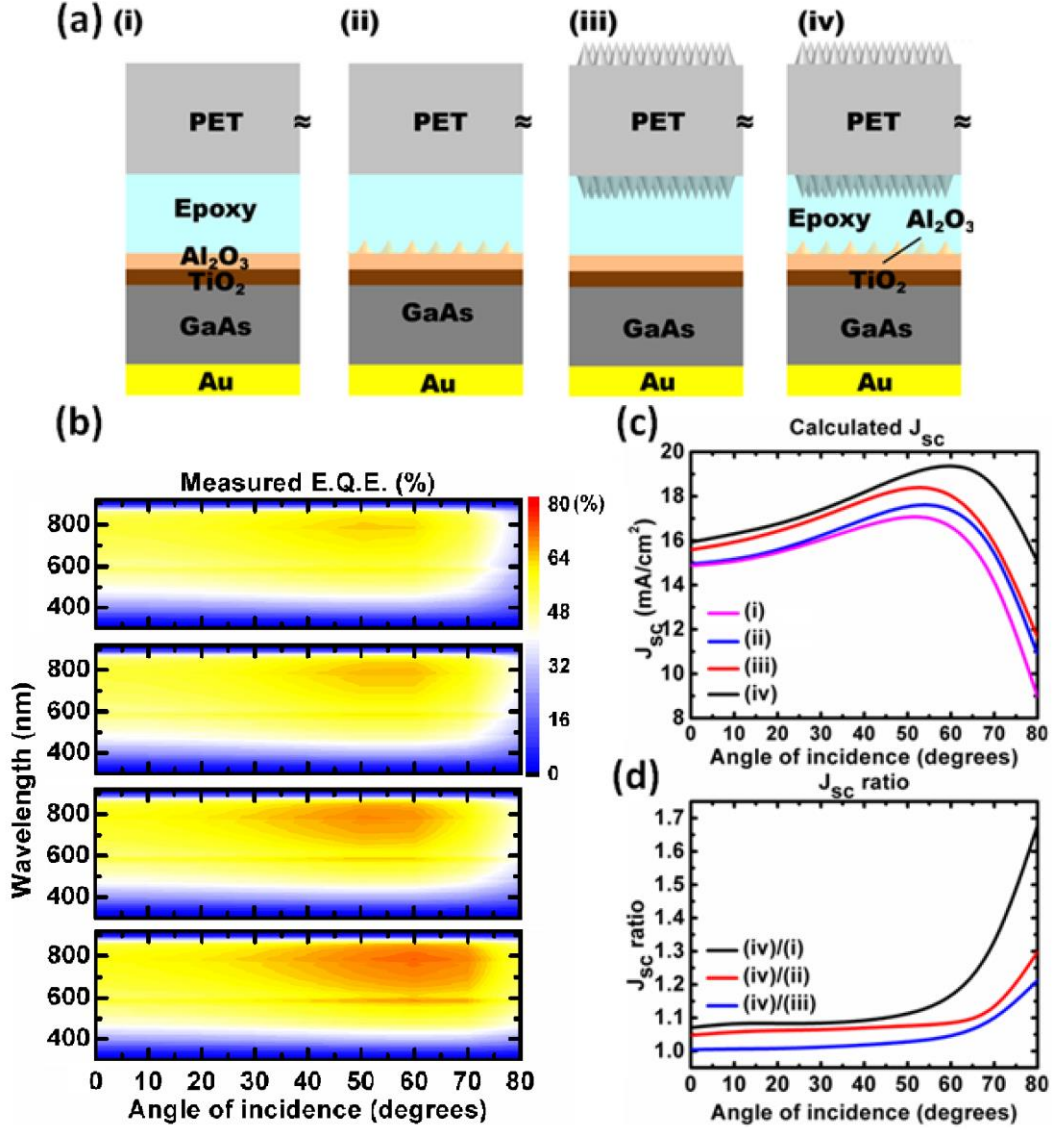 (a) (i) (ii) (iii) (iv)
PET ≈ PET ≈ PET ≈ PET ≈
Epoxy Epoxy Al₂O₃
Al₂O₃
TiO₂ TiO₂
GaAs GaAs GaAs GaAs
Au Au Au Au
(b)
Measured E.Q.E. (%)
80 (%)
64
48
32
16
0
800
600
400
800
600
400
800
600
400
800
600
400
Wavelength (nm)
0 10 20 30 40 50 60 70 80
Angle of incidence (degrees)
(c)
Calculated J_sc
20
18
16
14
12
10
8
J_sc (mA/cm²)
(i)
(ii)
(iii)
(iv)
0 10 20 30 40 50 60 70 80
Angle of incidence (degrees)
(d)
J_sc ratio
1.7
1.6
1.5
1.4
1.3
1.2
1.1
1.0
J_sc ratio
(iv)/(i)
(iv)/(ii)
(iv)/(iii)
0 10 20 30 40 50 60 70 80
Angle of incidence (degrees)